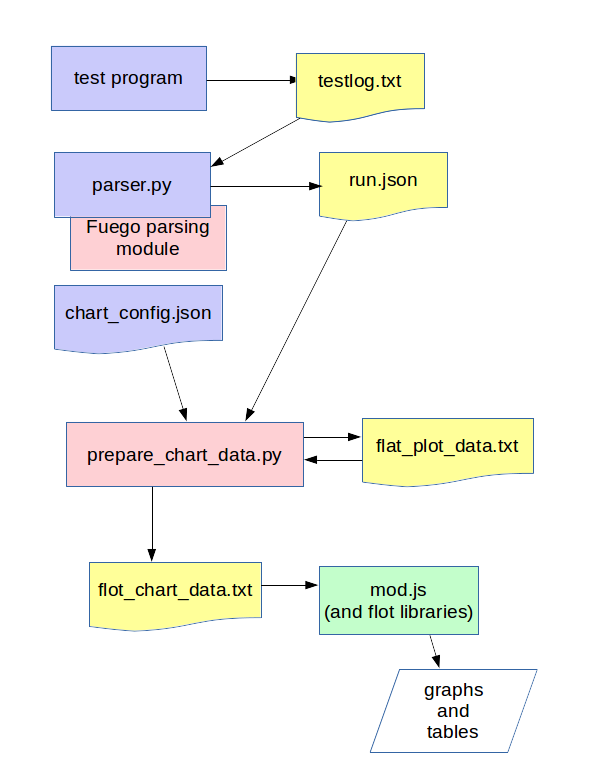 test program
testlog.txt
parser.py
run.json
Fuego parsing
module
chart_config.json
prepare_chart_data.py
flat_plot_data.txt
flot_chart_data.txt
mod.js
(and flot libraries)
graphs
and
tables